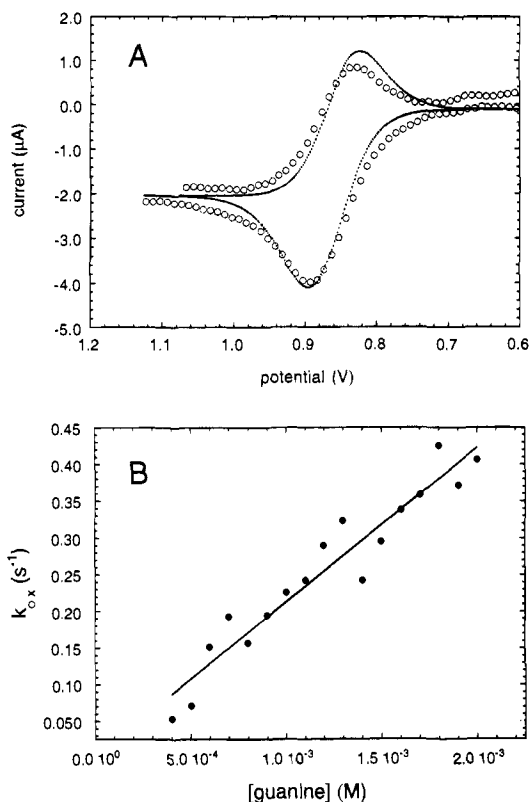 A
2.0
1.0
0.0
-1.0
-2.0
-3.0
-4.0
-5.0
current (μA)
1.2 1.1 1.0 0.9 0.8 0.7 0.6
potential (V)
B
0.45
0.40
0.35
0.30
0.25
0.20
0.15
0.10
0.050
k_ox (s⁻¹)
0.0 10⁰ 5.0 10⁻⁴ 1.0 10⁻³ 1.5 10⁻³ 2.0 10⁻³
[guanine] (M)